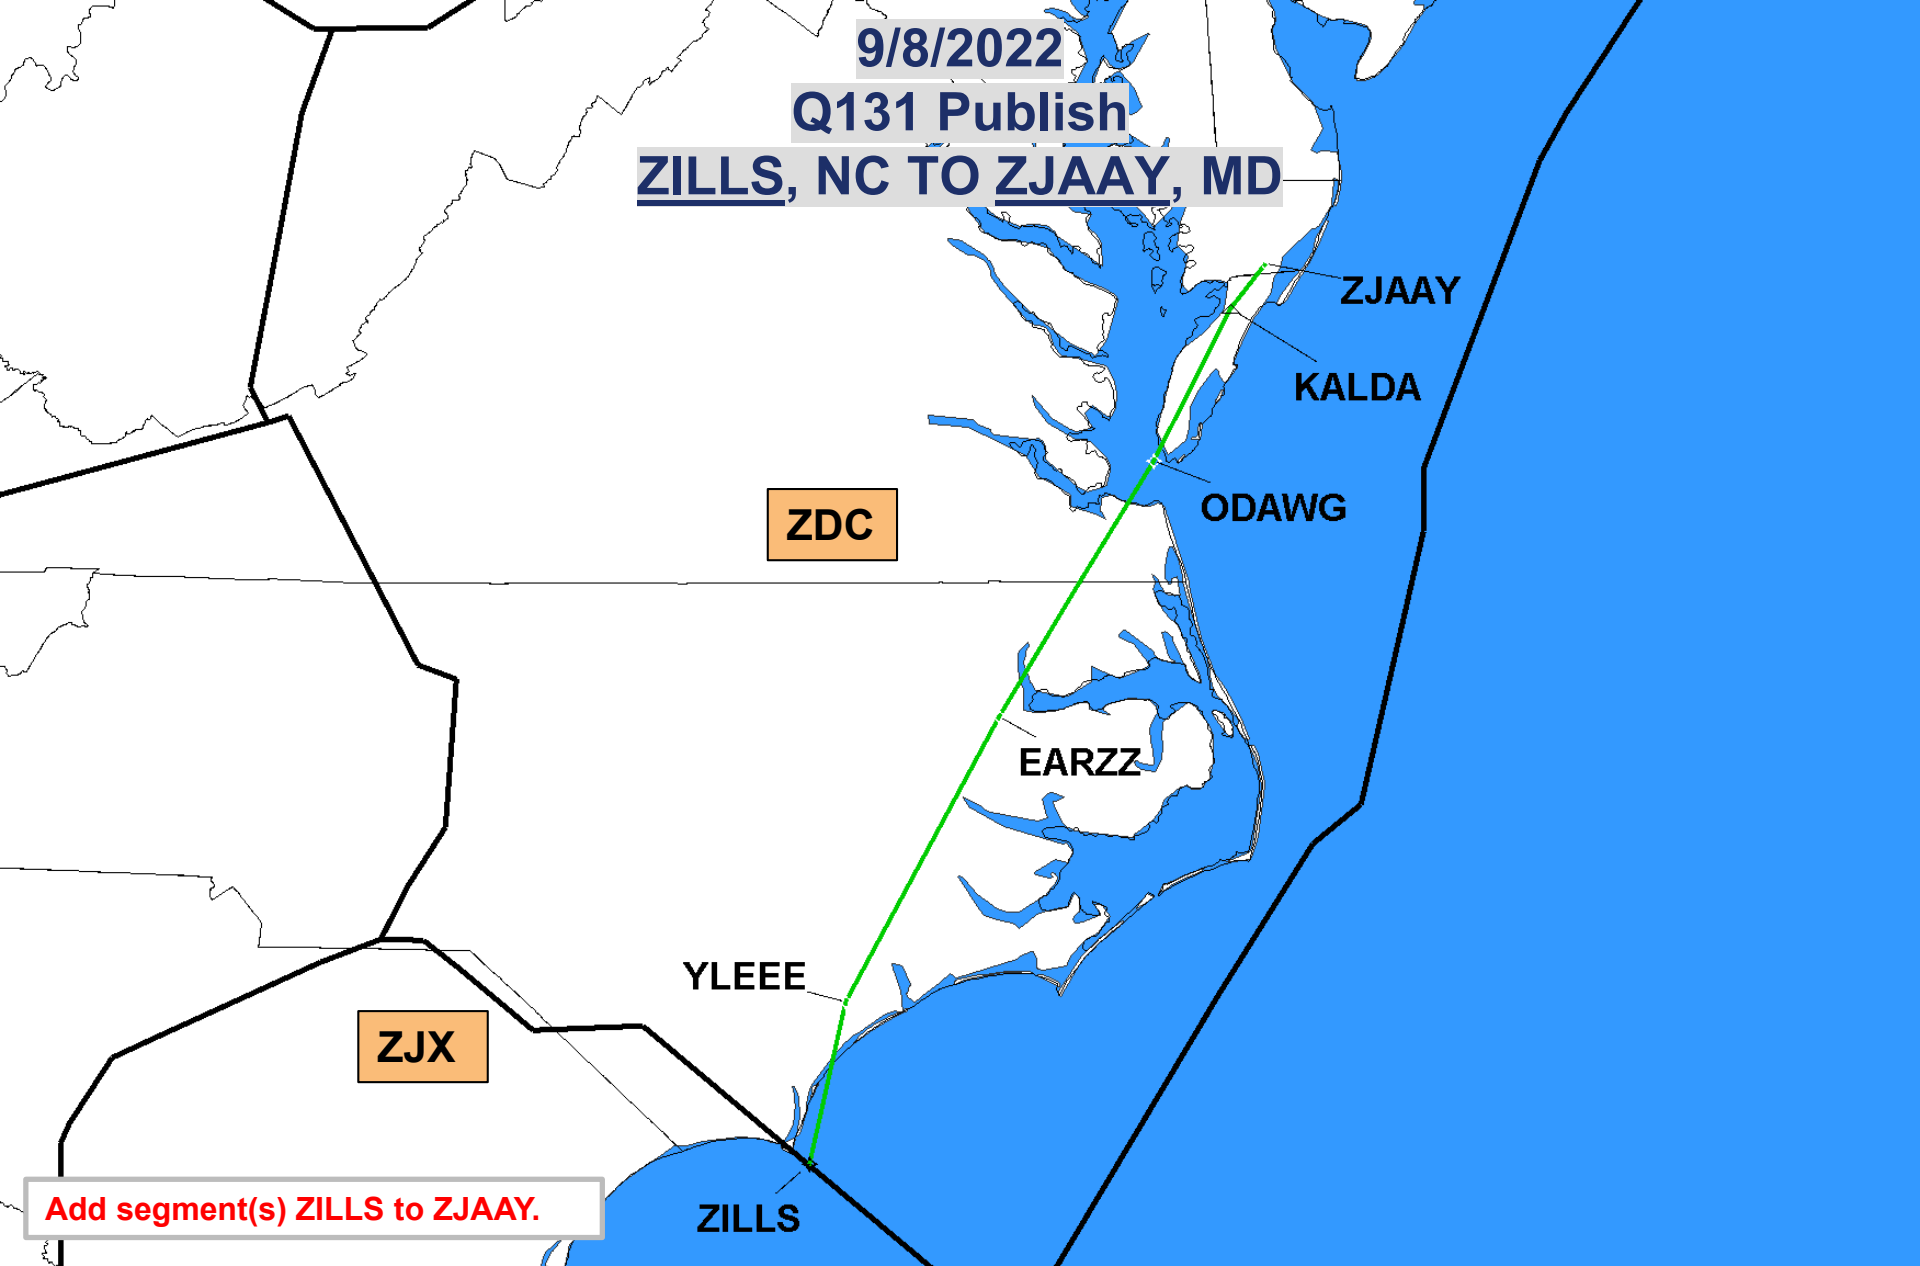 9/8/2022
Q131 Publish
ZILLS, NC TO ZJAAY, MD
ZJAAY
KALDA
ODAWG
ZDC
EARZZ
YLEEE
ZJX
ZILLS
Add segment(s) ZILLS to ZJAAY.